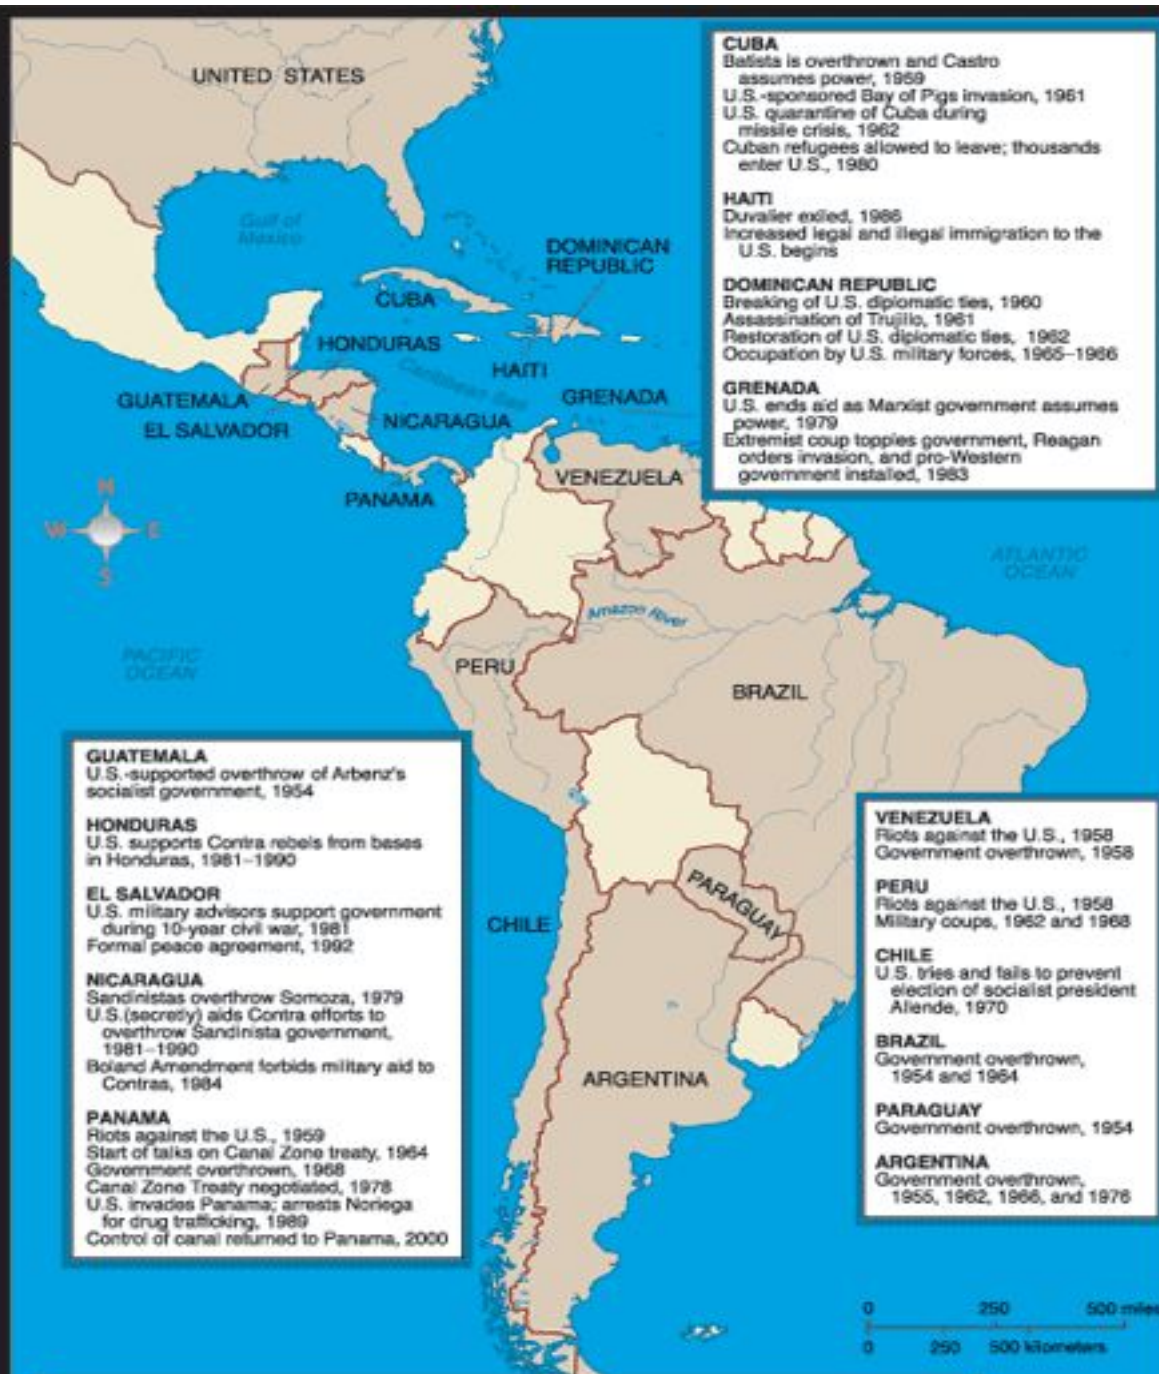 UNITED STATES
Gulf of
Mexico
DOMINICAN
REPUBLIC
CUBA
HONDURAS
HAITI
Caribbean Sea
GRENADA
GUATEMALA
NICARAGUA
EL SALVADOR
VENEZUELA
PANAMA
N
W E
S
ATLANTIC
OCEAN
Amazon River
PACIFIC
OCEAN
PERU
BRAZIL
PARAGUAY
CHILE
ARGENTINA
CUBA
Batista is overthrown and Castro
assumes power, 1959
U.S.-sponsored Bay of Pigs invasion, 1961
U.S. quarantine of Cuba during
missile crisis, 1962
Cuban refugees allowed to leave; thousands
enter U.S., 1980
HAITI
Duvalier exiled, 1986
Increased legal and illegal immigration to the
U.S. begins
DOMINICAN REPUBLIC
Breaking of U.S. diplomatic ties, 1960
Assassination of Trujillo, 1961
Restoration of U.S. diplomatic ties, 1962
Occupation by U.S. military forces, 1965–1966
GRENADA
U.S. ends aid as Marxist government assumes
power, 1979
Extremist coup topples government, Reagan
orders invasion, and pro-Western
government installed, 1983
GUATEMALA
U.S.-supported overthrow of Arbenz's
socialist government, 1954
HONDURAS
U.S. supports Contra rebels from bases
in Honduras, 1981–1990
EL SALVADOR
U.S. military advisors support government
during 10-year civil war, 1981
Formal peace agreement, 1992
NICARAGUA
Sandinistas overthrow Somoza, 1979
U.S.(secretly) aids Contra efforts to
overthrow Sandinista government,
1981–1990
Boland Amendment forbids military aid to
Contras, 1984
PANAMA
Riots against the U.S., 1959
Start of talks on Canal Zone treaty, 1964
Government overthrown, 1968
Canal Zone Treaty negotiated, 1978
U.S. invades Panama; arrests Noriega
for drug trafficking, 1989
Control of canal returned to Panama, 2000
VENEZUELA
Riots against the U.S., 1958
Government overthrown, 1958
PERU
Riots against the U.S., 1958
Military coups, 1962 and 1968
CHILE
U.S. tries and fails to prevent
election of socialist president
Allende, 1970
BRAZIL
Government overthrown,
1954 and 1964
PARAGUAY
Government overthrown, 1954
ARGENTINA
Government overthrown,
1955, 1962, 1966, and 1976
0 250 500 miles
0 250 500 kilometers